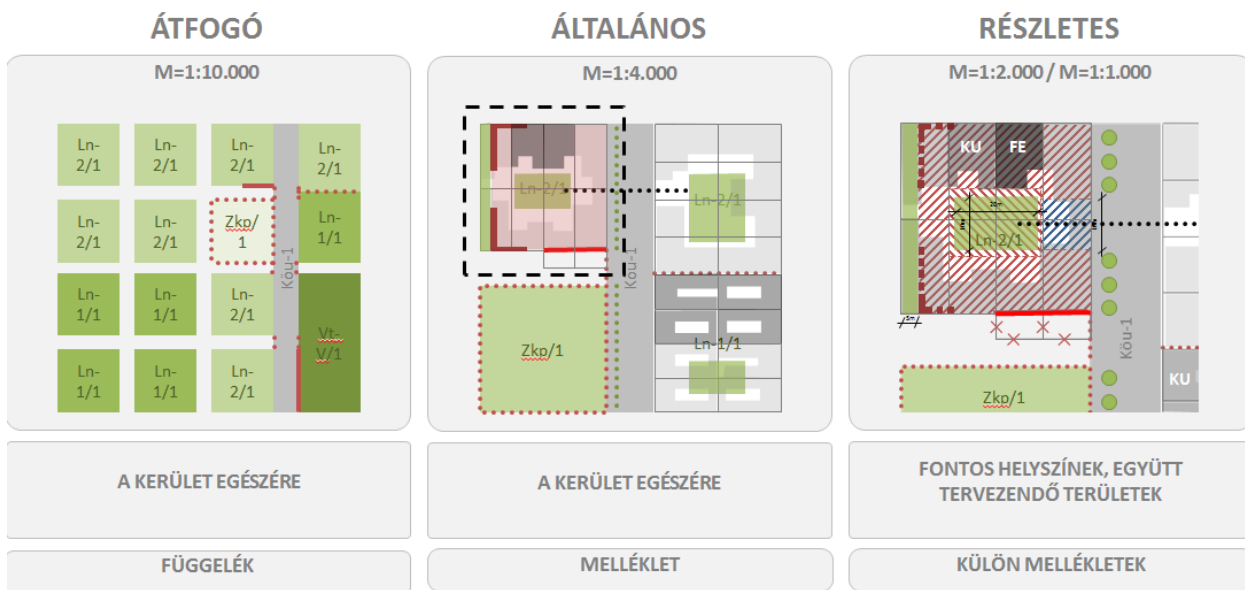 ÁTFOGÓ
M=1:10.000
Ln-
2/1
Ln-
2/1
Ln-
2/1
Ln-
2/1
Ln-
2/1
Ln-
2/1
Zkp/
1
Ln-
1/1
Köu-1
Ln-
1/1
Ln-
1/1
Ln-
2/1
Vt-
V/1
Ln-
1/1
Ln-
1/1
Ln-
2/1
A KERÜLET EGÉSZÉRE
FÜGGELÉK
ÁLTALÁNOS
M=1:4.000
Ln-2/1
Ln-2/1
Zkp/1
Ln-1/1
A KERÜLET EGÉSZÉRE
MELLÉKLET
RÉSZLETES
M=1:2.000 / M=1:1.000
KU
FE
Ln-2/1
5m
Köu-1
KU
Zkp/1
FONTOS HELYSZÍNEK, EGYÜTT
TERVEZENDŐ TERÜLETEK
KÜLÖN MELLÉKLETEK